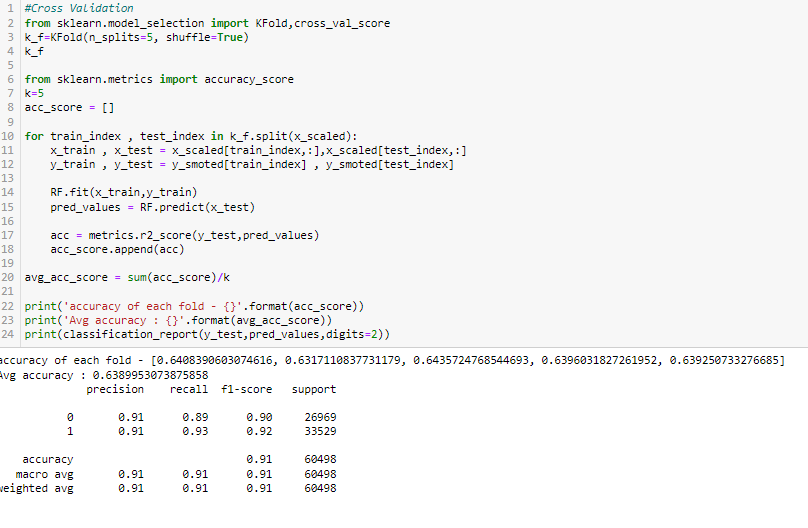 1 #Cross Validation
2 from sklearn.model_selection import KFold,cross_val_score
3 k_f=KFold(n_splits=5, shuffle=True)
4 k_f
5
6 from sklearn.metrics import accuracy_score
7 k=5
8 acc_score = []
9
10 for train_index , test_index in k_f.split(x_scaled):
11     x_train , x_test = x_scaled[train_index,:],x_scaled[test_index,:]
12     y_train , y_test = y_smoted[train_index] , y_smoted[test_index]
13
14     RF.fit(x_train,y_train)
15     pred_values = RF.predict(x_test)
16
17     acc = metrics.r2_score(y_test,pred_values)
18     acc_score.append(acc)
19
20 avg_acc_score = sum(acc_score)/k
21
22 print('accuracy of each fold - {}'.format(acc_score))
23 print('Avg accuracy : {}'.format(avg_acc_score))
24 print(classification_report(y_test,pred_values,digits=2))
accuracy of each fold - [0.6408390603074616, 0.6317110837731179, 0.6435724768544693, 0.6396031827261952, 0.639250733276685]
Avg accuracy : 0.6389953073875858
precision recall f1-score support
0 0.91 0.89 0.90 26969
1 0.91 0.93 0.92 33529
accuracy 0.91 60498
macro avg 0.91 0.91 0.91 60498
weighted avg 0.91 0.91 0.91 60498